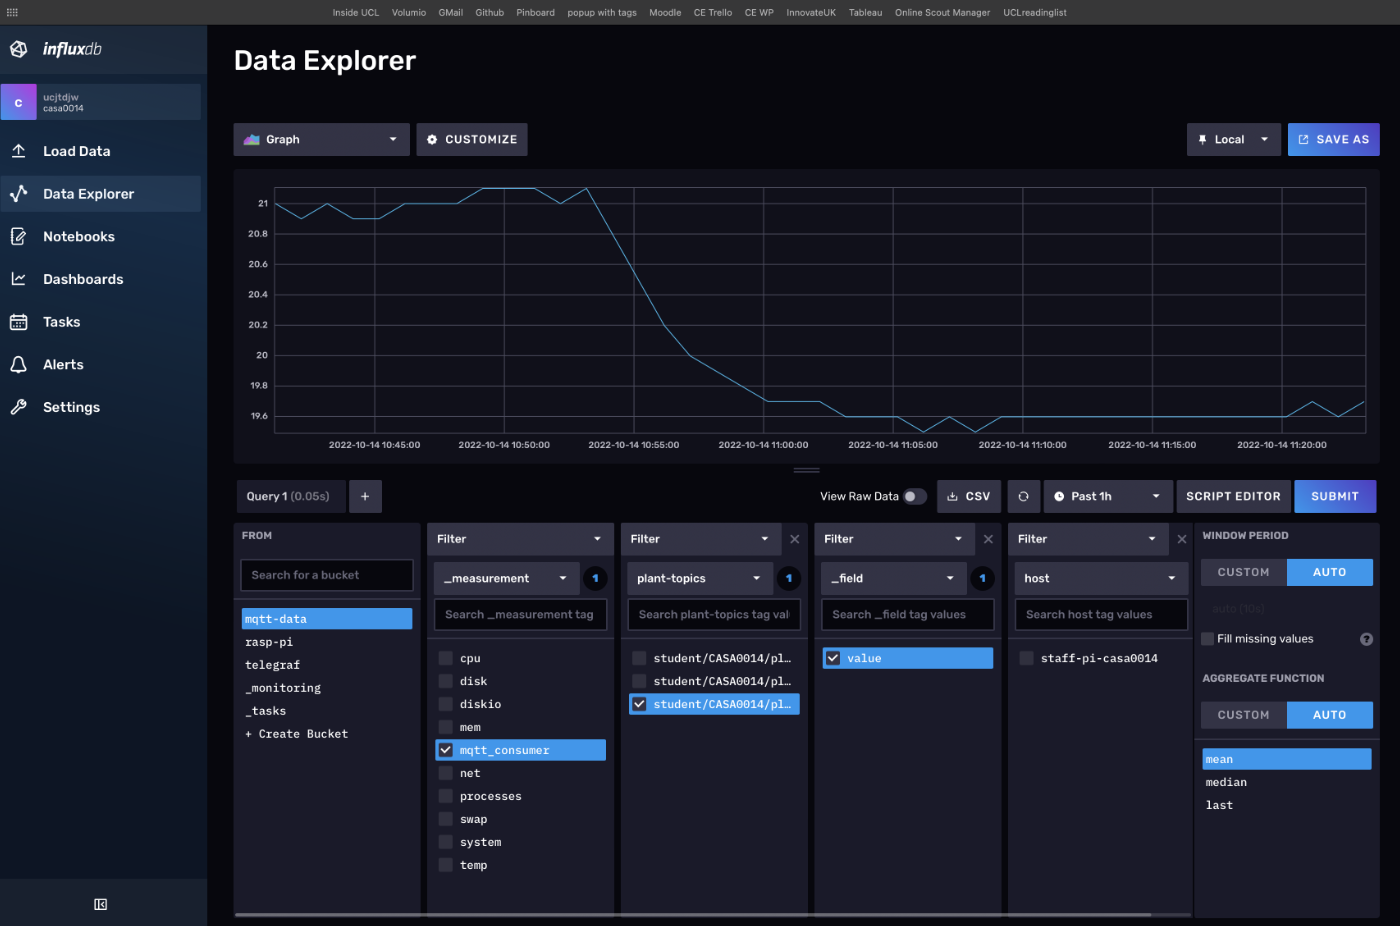 Inside UCL Volumio GMail Github Pinboard popup with tags Moodle CE Trello CE WP InnovateUK Tableau Online Scout Manager UCLreadinglist
influxdb
c
ucjtdjw
casa0014
Load Data
Data Explorer
Notebooks
Dashboards
Tasks
Alerts
Settings
Data Explorer
Graph CUSTOMIZE Local SAVE AS
21
20.8
20.6
20.4
20.2
20
19.8
19.6
2022-10-14 10:45:00 2022-10-14 10:50:00 2022-10-14 10:55:00 2022-10-14 11:00:00 2022-10-14 11:05:00 2022-10-14 11:10:00 2022-10-14 11:15:00 2022-10-14 11:20:00
Query 1 (0.05s) + View Raw Data CSV Past 1h SCRIPT EDITOR SUBMIT
FROM
Search for a bucket
mqtt-data
rasp-pi
telegraf
_monitoring
_tasks
+ Create Bucket
Filter
_measurement 1
Search _measurement tag
cpu
disk
diskio
mem
mqtt_consumer
net
processes
swap
system
temp
Filter
plant-topics 1
Search plant-topics tag val
student/CASA0014/pl…
student/CASA0014/pl…
student/CASA0014/pl…
Filter
_field 1
Search _field tag values
value
Filter
host
Search host tag values
staff-pi-casa0014
WINDOW PERIOD
CUSTOM AUTO
auto (10s)
Fill missing values ?
AGGREGATE FUNCTION
CUSTOM AUTO
mean
median
last